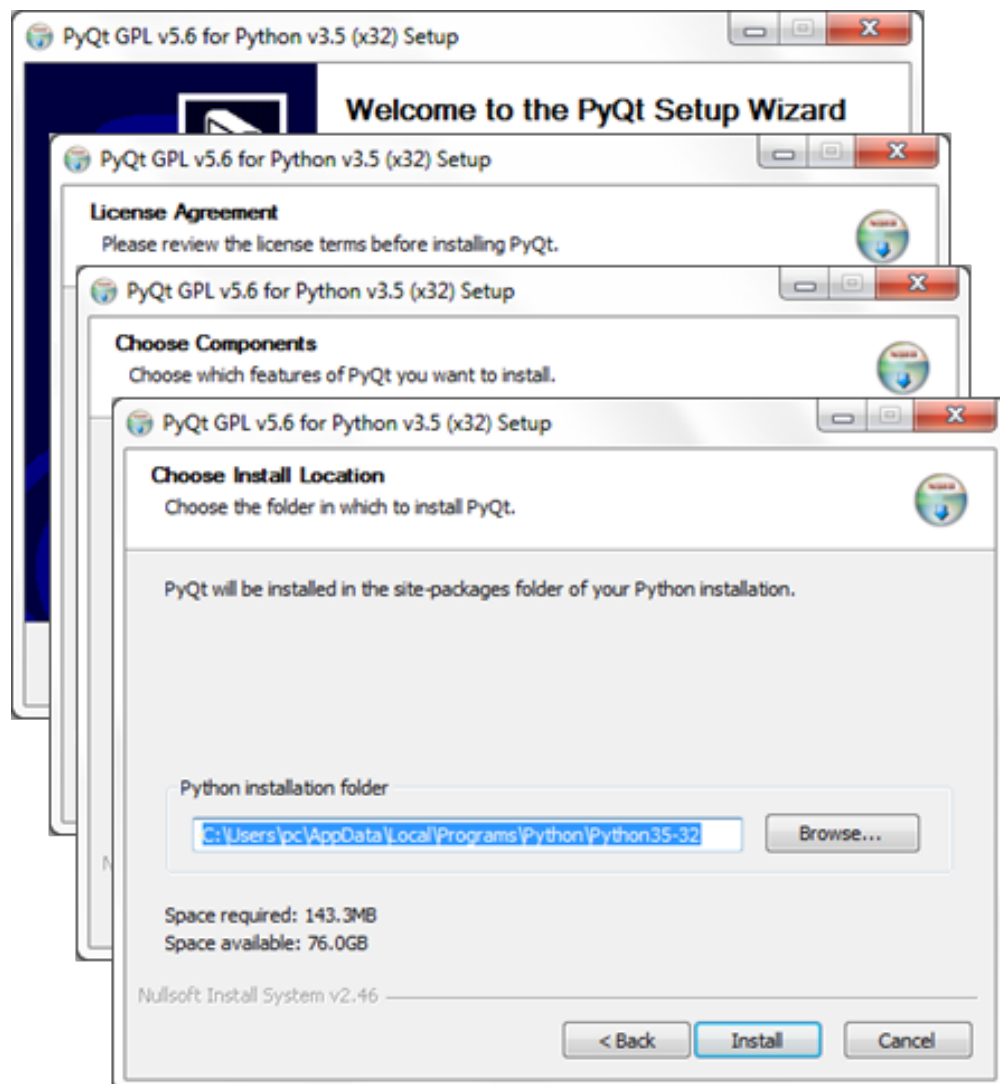 PyQt GPL v5.6 for Python v3.5 (x32) Setup
Welcome to the PyQt Setup Wizard
PyQt GPL v5.6 for Python v3.5 (x32) Setup
License Agreement
Please review the license terms before installing PyQt.
PyQt GPL v5.6 for Python v3.5 (x32) Setup
Choose Components
Choose which features of PyQt you want to install.
PyQt GPL v5.6 for Python v3.5 (x32) Setup
Choose Install Location
Choose the folder in which to install PyQt.
PyQt will be installed in the site-packages folder of your Python installation.
Python installation folder
C:\Users\pc\AppData\Local\Programs\Python\Python35-32
Browse...
Space required: 143.3MB
Space available: 76.0GB
Nullsoft Install System v2.46
< Back
Install
Cancel